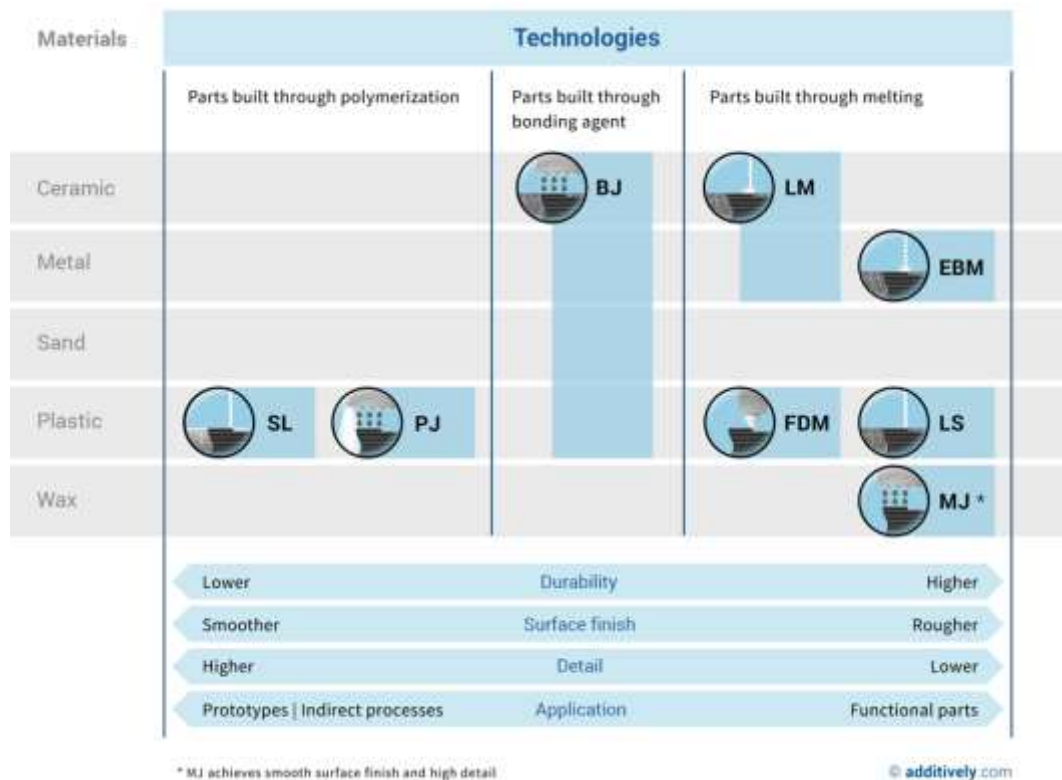 Materials
Technologies
Parts built through polymerization
Parts built through
bonding agent
Parts built through melting
Ceramic
BJ
LM
Metal
EBM
Sand
Plastic
SL
PJ
FDM
LS
Wax
MJ *
Lower
Durability
Higher
Smoother
Surface finish
Rougher
Higher
Detail
Lower
Prototypes | Indirect processes
Application
Functional parts
* MJ achieves smooth surface finish and high detail
© additively.com